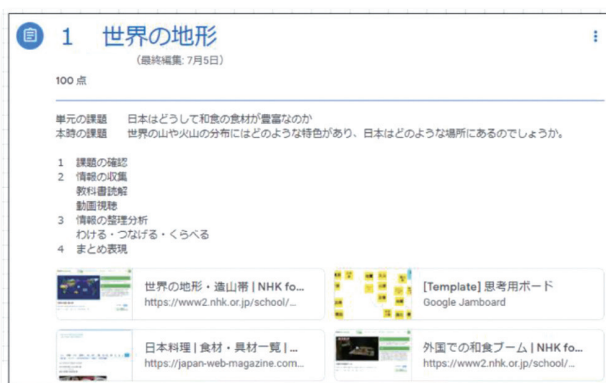 1 世界の地形
(最終編集: 7月5日)
100 点
単元の課題 日本はどうして和食の食材が豊富なのか
本時の課題 世界の山や火山の分布にはどのような特色があり、日本はどのような場所にあるのでしょうか。
1 課題の確認
2 情報の収集
教科書読解
動画視聴
3 情報の整理分析
わける・つなげる・くらべる
4 まとめ表現
世界の地形・造山帯 | NHK fo...
https://www2.nhk.or.jp/school/...
[Template] 思考用ボード
Google Jamboard
日本料理 | 食材・具材一覧 | ...
https://japan-web-magazine.com...
外国での和食ブーム | NHK fo...
https://www2.nhk.or.jp/school/...